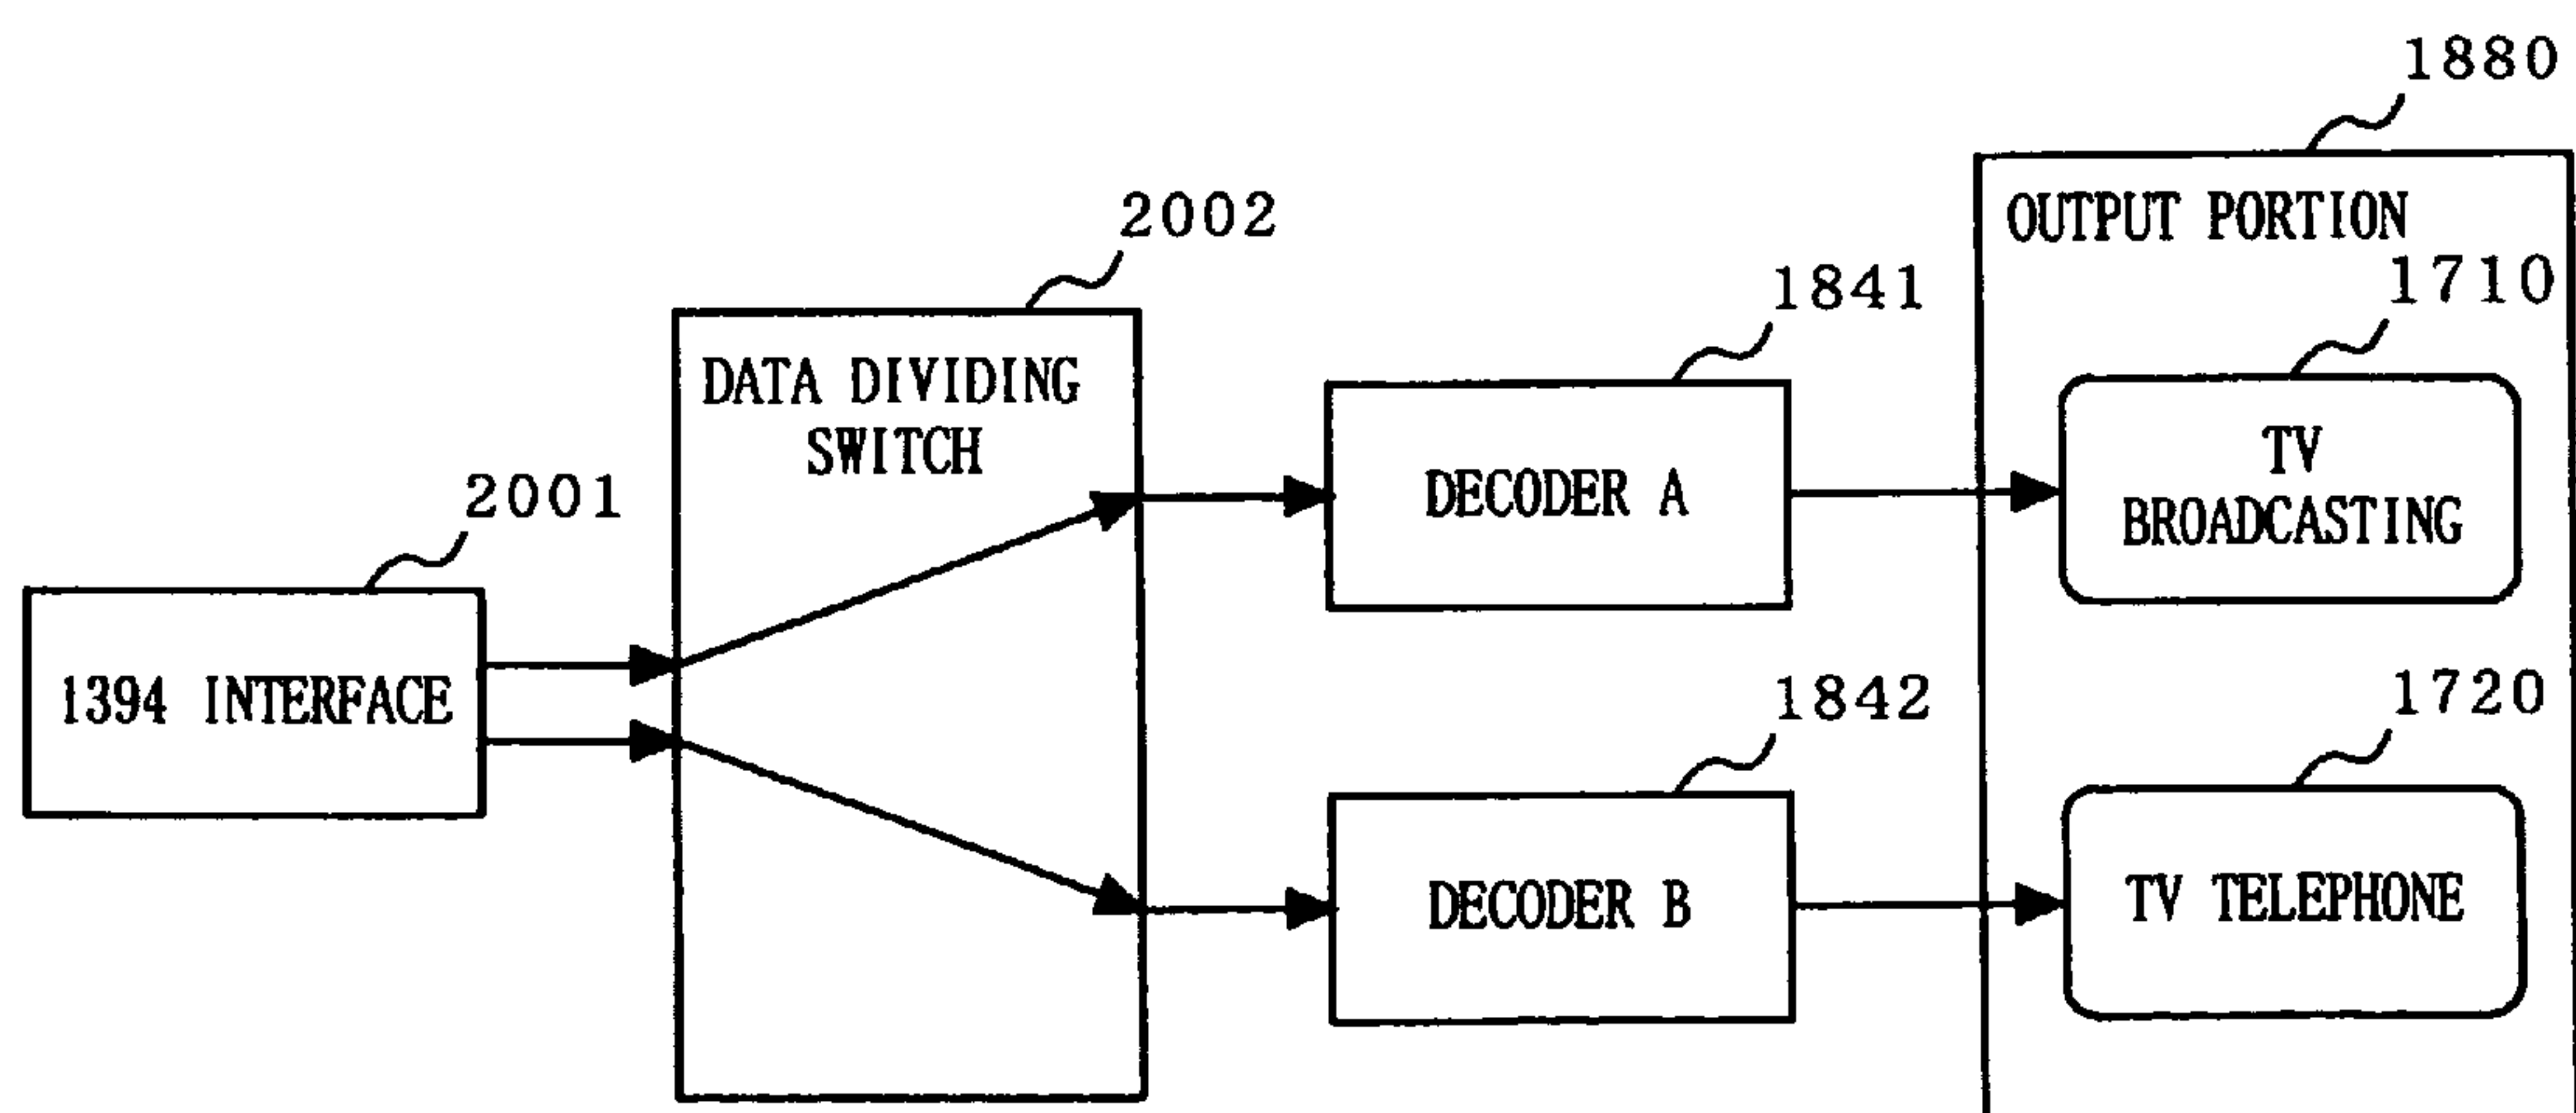 1880
OUTPUT PORTION
2002
1710
1841
DATA DIVIDING
SWITCH
TV
BROADCASTING
DECODER A
2001
1394 INTERFACE
1842
1720
DECODER B
TV TELEPHONE